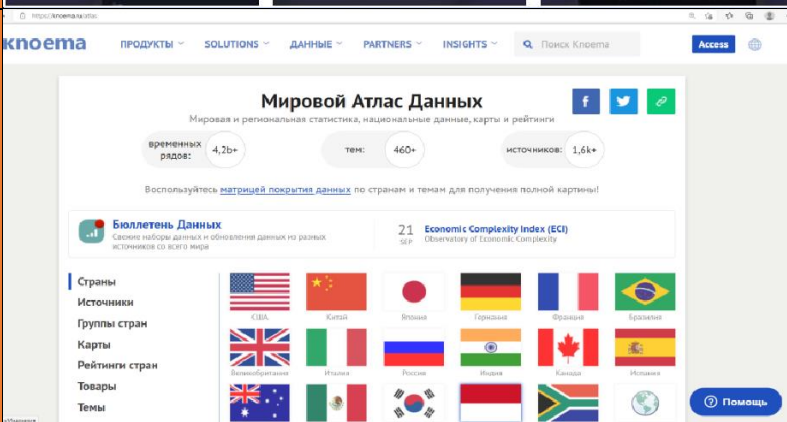 https://knoema.ru/atlas
knoema
ПРОДУКТЫ
SOLUTIONS
ДАННЫЕ
PARTNERS
INSIGHTS
Поиск Knoema
Access
Мировой Атлас Данных
Мировая и региональная статистика, национальные данные, карты и рейтинги
временных рядов: 4,2b+
тем: 460+
источников: 1,6k+
Воспользуйтесь матрицей покрытия данных по странам и темам для получения полной картины!
Бюллетень Данных
Свежие наборы данных и обновления данных из разных
источников со всего мира
21 SEP
Economic Complexity Index (ECI)
Observatory of Economic Complexity
Страны
Источники
Группы стран
Карты
Рейтинги стран
Товары
Темы
США
Китай
Япония
Германия
Франция
Бразилия
Великобритания
Италия
Россия
Индия
Канада
Испания
Помощь